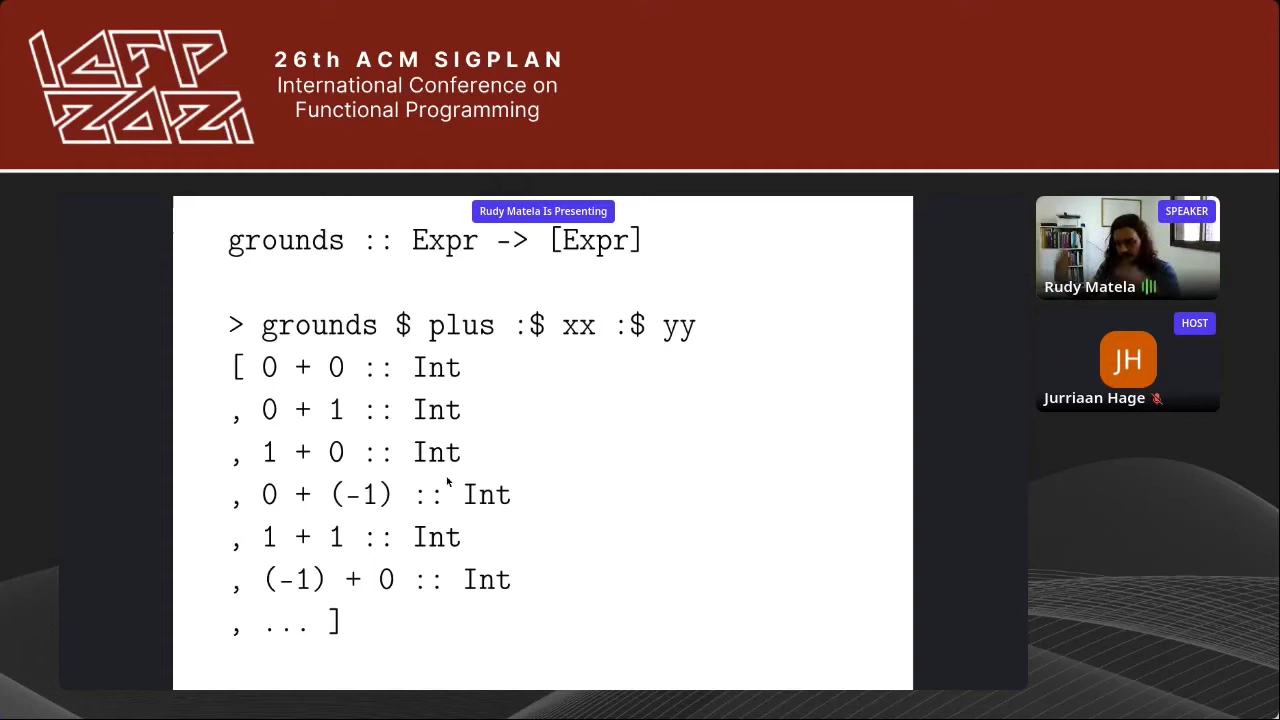 ICFP
2021
26th ACM SIGPLAN
International Conference on
Functional Programming
Rudy Matela Is Presenting
grounds :: Expr -> [Expr]
> grounds $ plus :$ xx :$ yy
[ 0 + 0 :: Int
, 0 + 1 :: Int
, 1 + 0 :: Int
, 0 + (-1) :: Int
, 1 + 1 :: Int
, (-1) + 0 :: Int
, ... ]
SPEAKER
Rudy Matela
HOST
JH
Jurriaan Hage